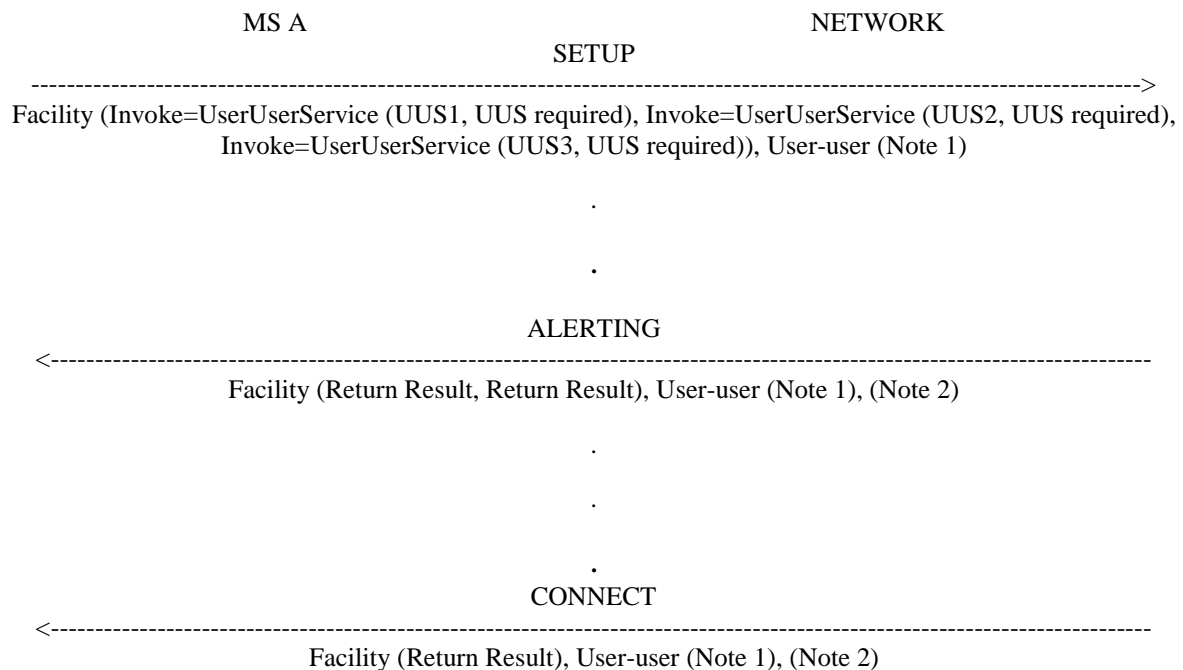 MS A NETWORK
SETUP
------------------------------------------------------------------------------------------------------------------------------>
Facility (Invoke=UserUserService (UUS1, UUS required), Invoke=UserUserService (UUS2, UUS required),
Invoke=UserUserService (UUS3, UUS required)), User-user (Note 1)
.
.
ALERTING
<-----------------------------------------------------------------------------------------------------------------------------
Facility (Return Result, Return Result), User-user (Note 1), (Note 2)
.
.
.
CONNECT
<-----------------------------------------------------------------------------------------------------------------------------
Facility (Return Result), User-user (Note 1), (Note 2)